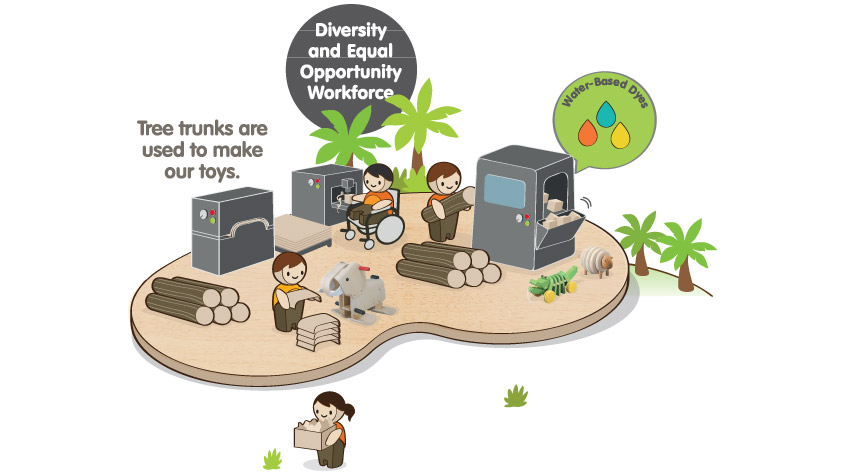 Diversity
and Equal
Opportunity
Workforce
Water-Based Dyes
Tree trunks are
used to make
our toys.